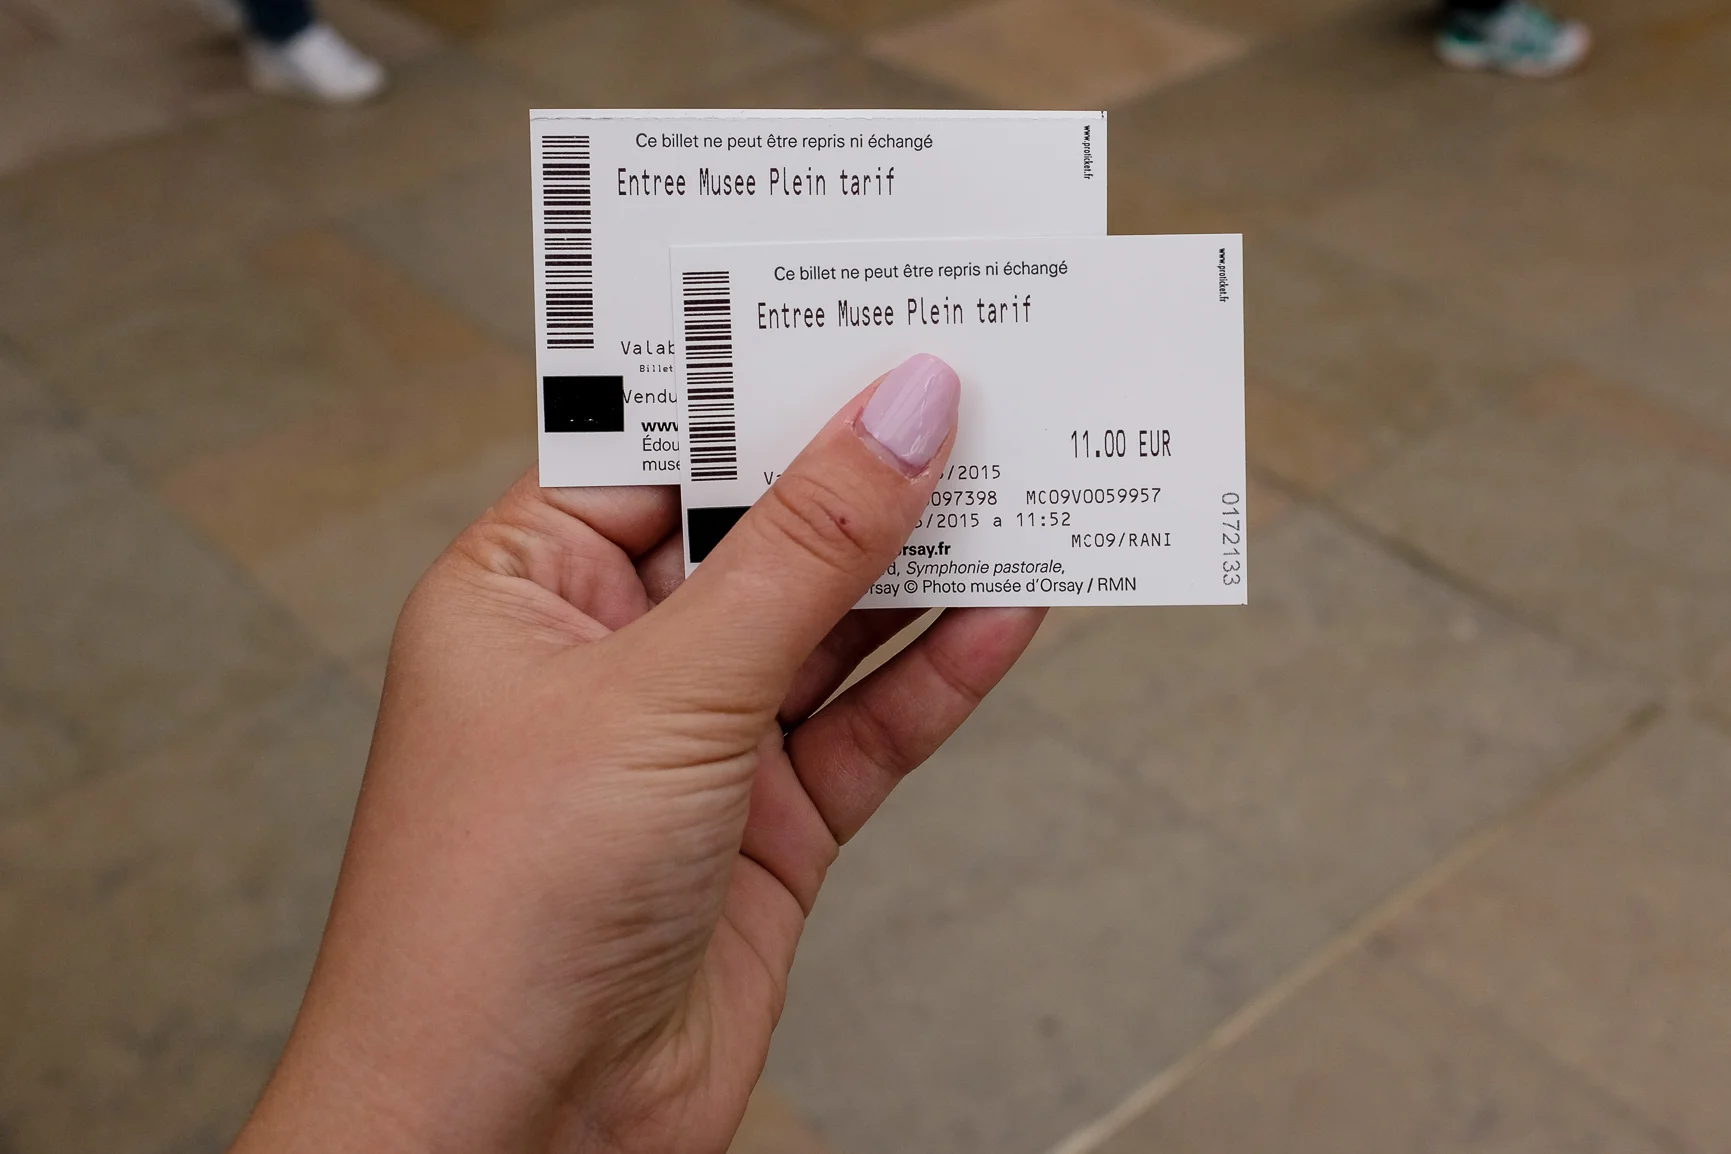 Ce billet ne peut être repris ni échangé
www.proticket.fr
Entree Musee Plein tarif
Valab
Billet
Vendu
www
Édou
musé
Ce billet ne peut être repris ni échangé
www.proticket.fr
Entree Musee Plein tarif
11.00 EUR
/2015
097398 MC09V0059957
/2015 a 11:52
MC09/RANI
rsay.fr
d, Symphonie pastorale,
rsay © Photo musée d'Orsay / RMN
0172133